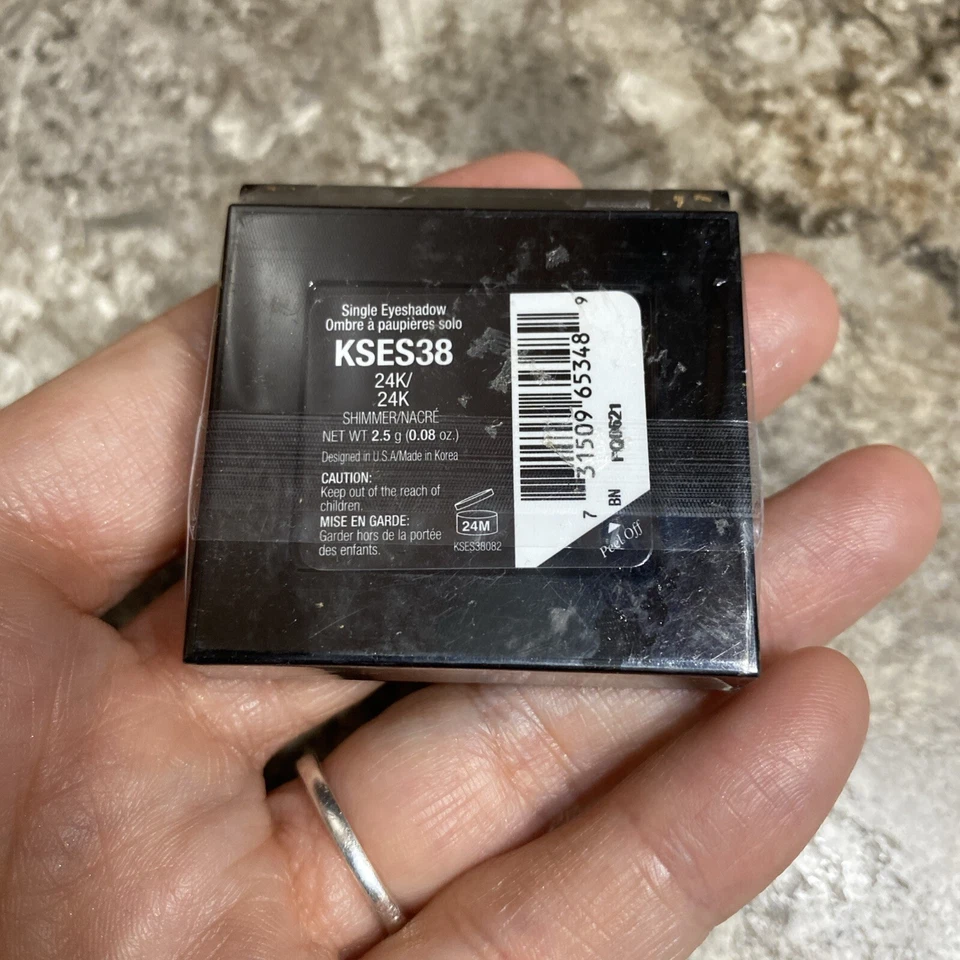 Single Eyeshadow
Ombre à paupières solo
KSES38
24K/
24K
SHIMMER/NACRÉ
NET WT 2.5 g (0.08 oz.)
Designed in U.S.A/Made in Korea
CAUTION:
Keep out of the reach of
children.
MISE EN GARDE:
Garder hors de la portée
des enfants.
24M
KSES38082
7 31509 65348 9
BN
Peel Off